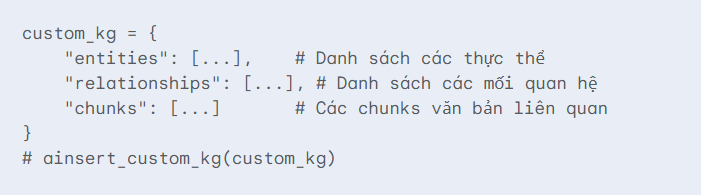 custom_kg = {
    "entities": [...],    # Danh sách các thực thể
    "relationships": [...], # Danh sách các mối quan hệ
    "chunks": [...]       # Các chunks văn bản liên quan
}
# ainsert_custom_kg(custom_kg)